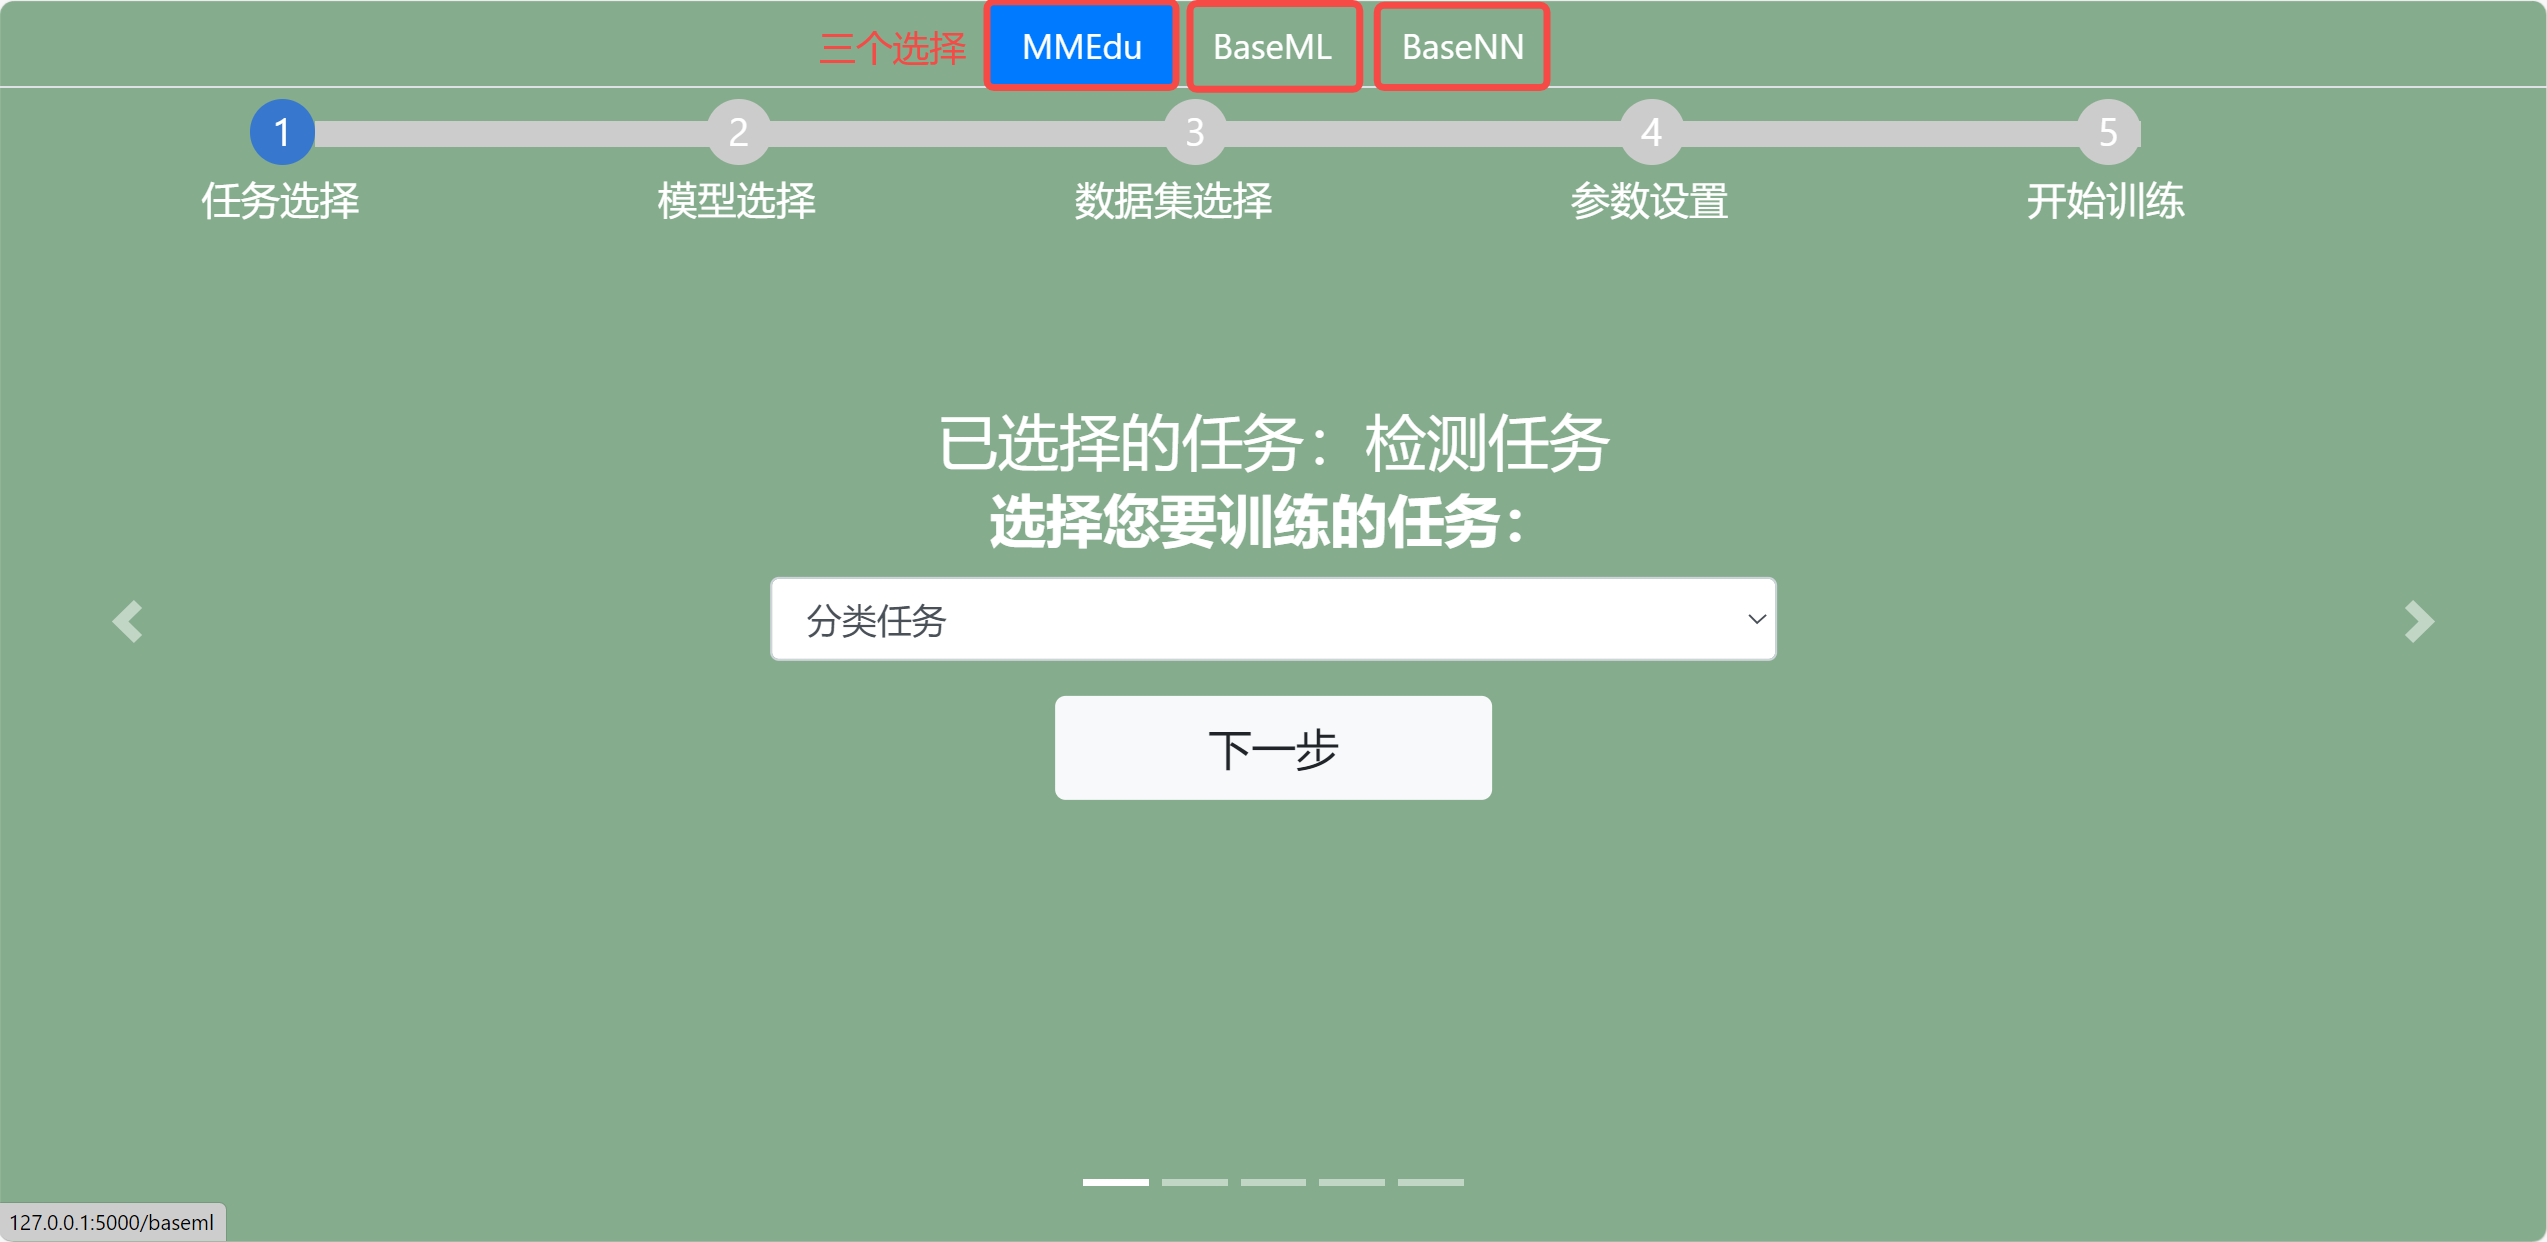 三个选择 MMEdu BaseML BaseNN
1 2 3 4 5
任务选择 模型选择 数据集选择 参数设置 开始训练
已选择的任务：检测任务
选择您要训练的任务：
分类任务
下一步
127.0.0.1:5000/baseml